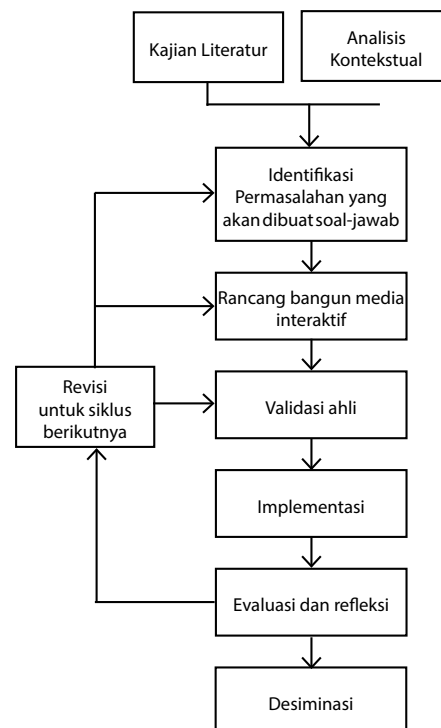 Kajian Literatur
Analisis
Kontekstual
Identifikasi
Permasalahan yang
akan dibuat soal-jawab
Rancang bangun media
interaktif
Revisi
untuk siklus
berikutnya
Validasi ahli
Implementasi
Evaluasi dan refleksi
Desiminasi